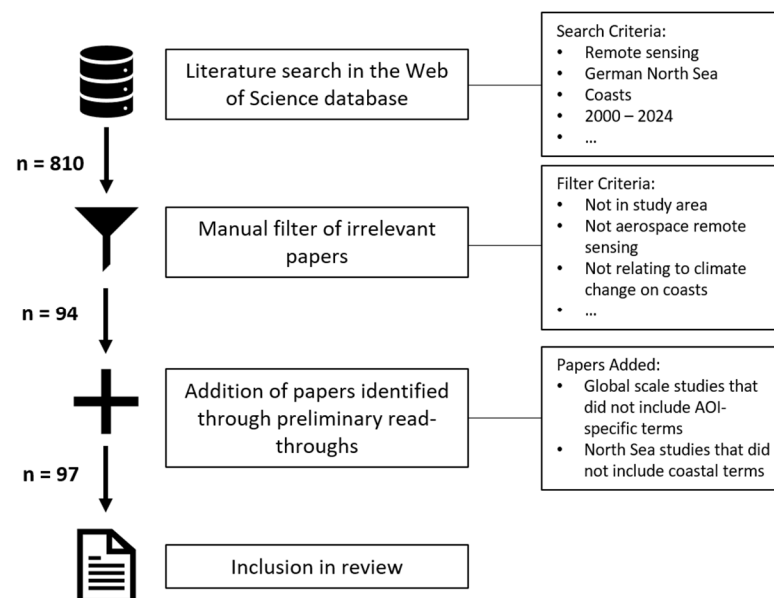 Literature search in the Web
of Science database
Search Criteria:
• Remote sensing
• German North Sea
• Coasts
• 2000 – 2024
• ...
n = 810
Manual filter of irrelevant
papers
Filter Criteria:
• Not in study area
• Not aerospace remote
sensing
• Not relating to climate
change on coasts
• ...
n = 94
Addition of papers identified
through preliminary read-
throughs
Papers Added:
• Global scale studies that
did not include AOI-
specific terms
• North Sea studies that did
not include coastal terms
n = 97
Inclusion in review